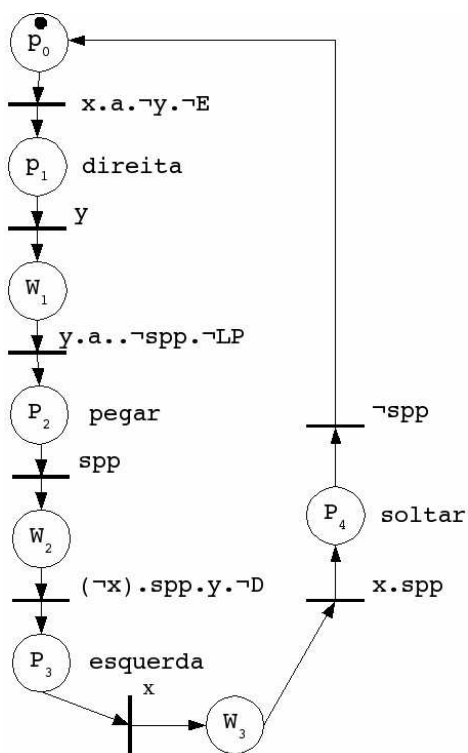 p0
x.a.¬y.¬E
p1 direita
y
W1
y.a..¬spp.¬LP
P2 pegar
¬spp
spp
P4 soltar
W2
(¬x).spp.y.¬D
x.spp
P3 esquerda
x
W3